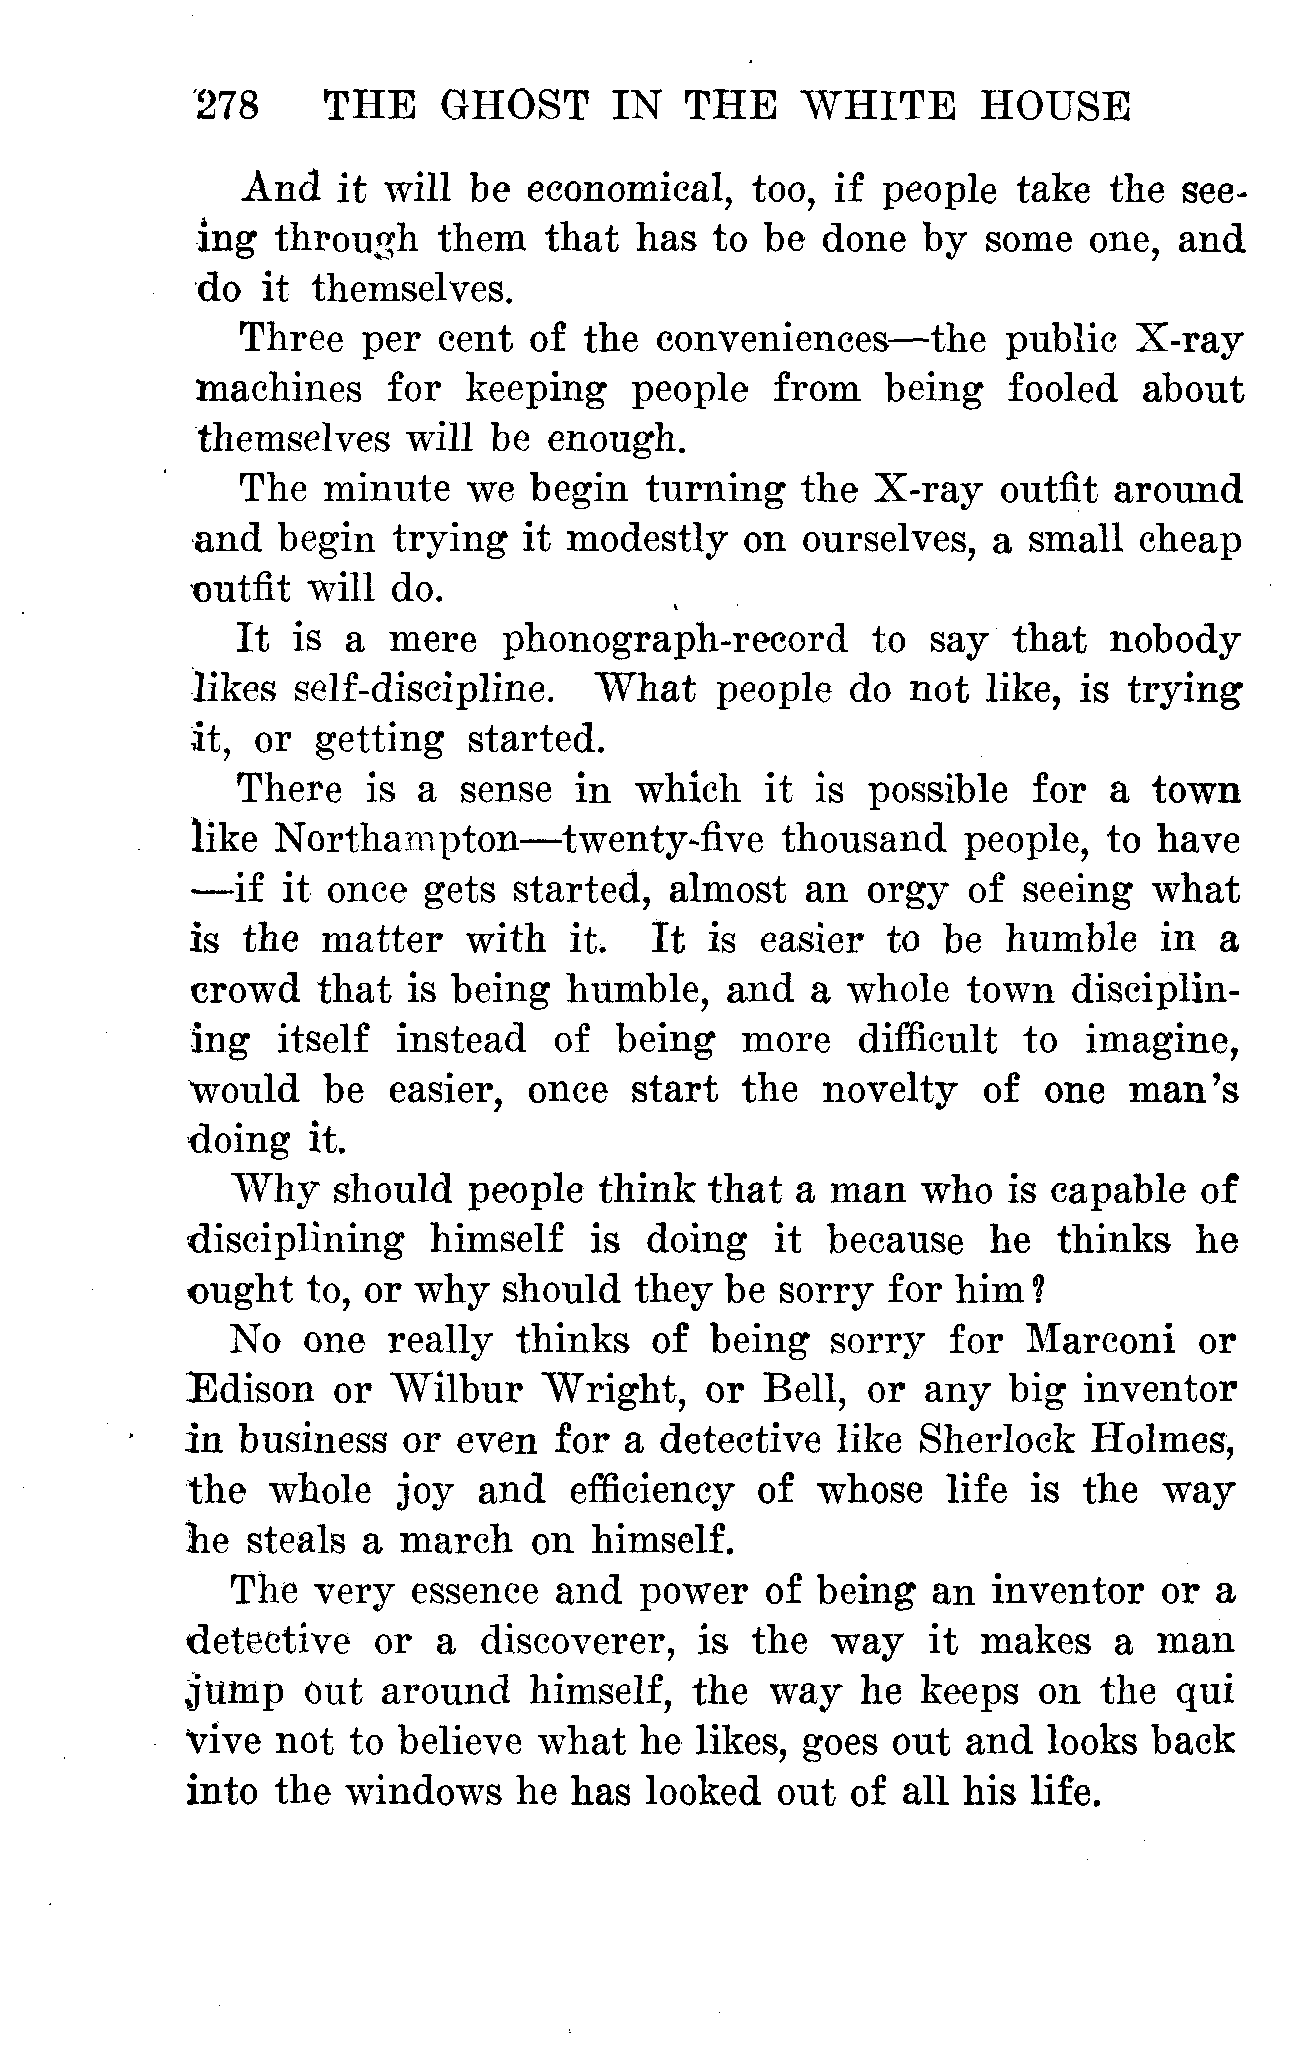 278 THE GHOST IN THE WHITE HOUSE
And it will be economical, too, if people take the see-
ing through them that has to be done by some one, and
do it themselves.
Three per cent of the conveniences—the public X-ray
machines for keeping people from being fooled about
themselves will be enough.
The minute we begin turning the X-ray outfit around
and begin trying it modestly on ourselves, a small cheap
outfit will do.
It is a mere phonograph-record to say that nobody
likes self-discipline. What people do not like, is trying
it, or getting started.
There is a sense in which it is possible for a town
like Northampton—twenty-five thousand people, to have
—if it once gets started, almost an orgy of seeing what
is the matter with it. It is easier to be humble in a
crowd that is being humble, and a whole town disciplin-
ing itself instead of being more difficult to imagine,
would be easier, once start the novelty of one man's
doing it.
Why should people think that a man who is capable of
disciplining himself is doing it because he thinks he
ought to, or why should they be sorry for him?
No one really thinks of being sorry for Marconi or
Edison or Wilbur Wright, or Bell, or any big inventor
in business or even for a detective like Sherlock Holmes,
the whole joy and efficiency of whose life is the way
he steals a march on himself.
The very essence and power of being an inventor or a
detective or a discoverer, is the way it makes a man
jump out around himself, the way he keeps on the qui
vive not to believe what he likes, goes out and looks back
into the windows he has looked out of all his life.